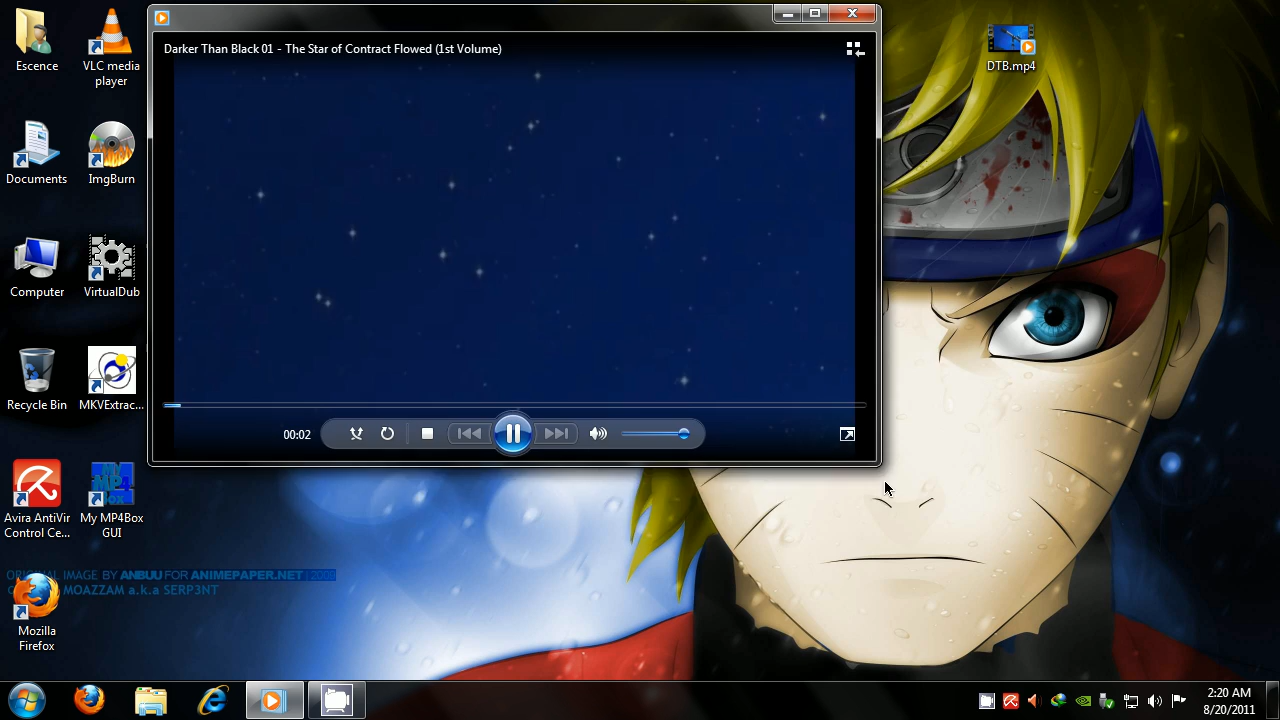 Darker Than Black 01 - The Star of Contract Flowed (1st Volume)
00:02
Escence
VLC media
player
Documents
ImgBurn
Computer
VirtualDub
Recycle Bin
MKVExtrac...
Avira AntiVir
Control Ce...
My MP4Box
GUI
Mozilla
Firefox
DTB.mp4
IMAGE BY ANBUU FOR ANIMEPAPER.NET
MOAZZAM a.k.a SERP3NT
2:20 AM
8/20/2011